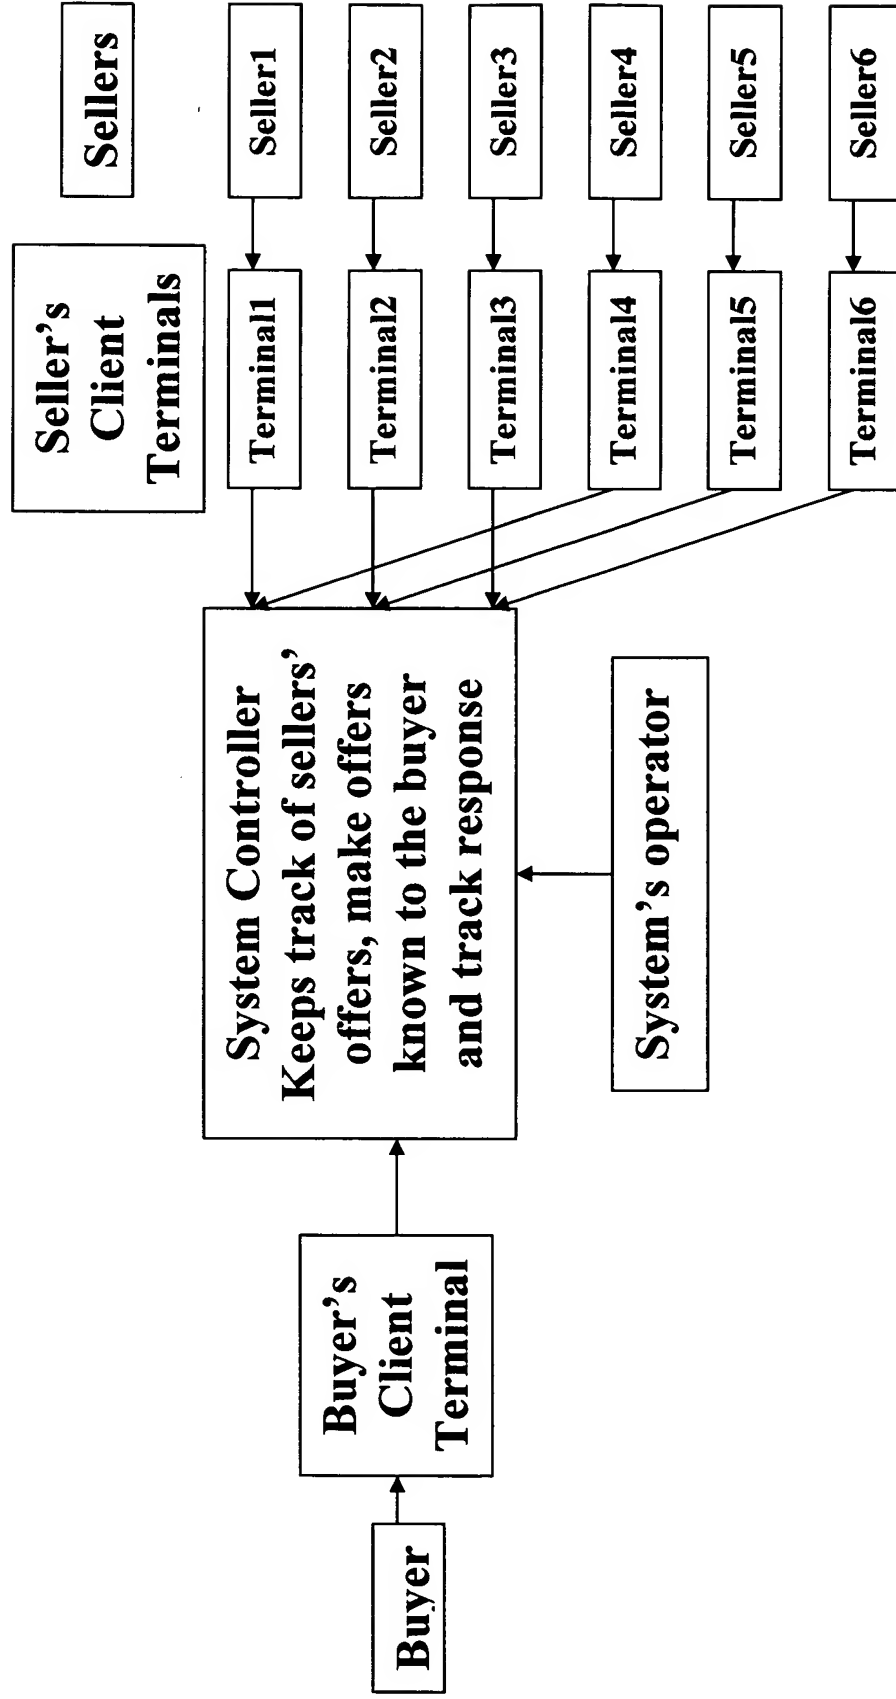 Sellers
Seller's
Client
Terminals
Seller1
Seller2
Seller3
Seller4
Seller5
Seller6
Terminal1
Terminal2
Terminal3
Terminal4
Terminal5
Terminal6
System Controller
Keeps track of sellers'
offers, make offers
known to the buyer
and track response
System's operator
Buyer's
Client
Terminal
Buyer